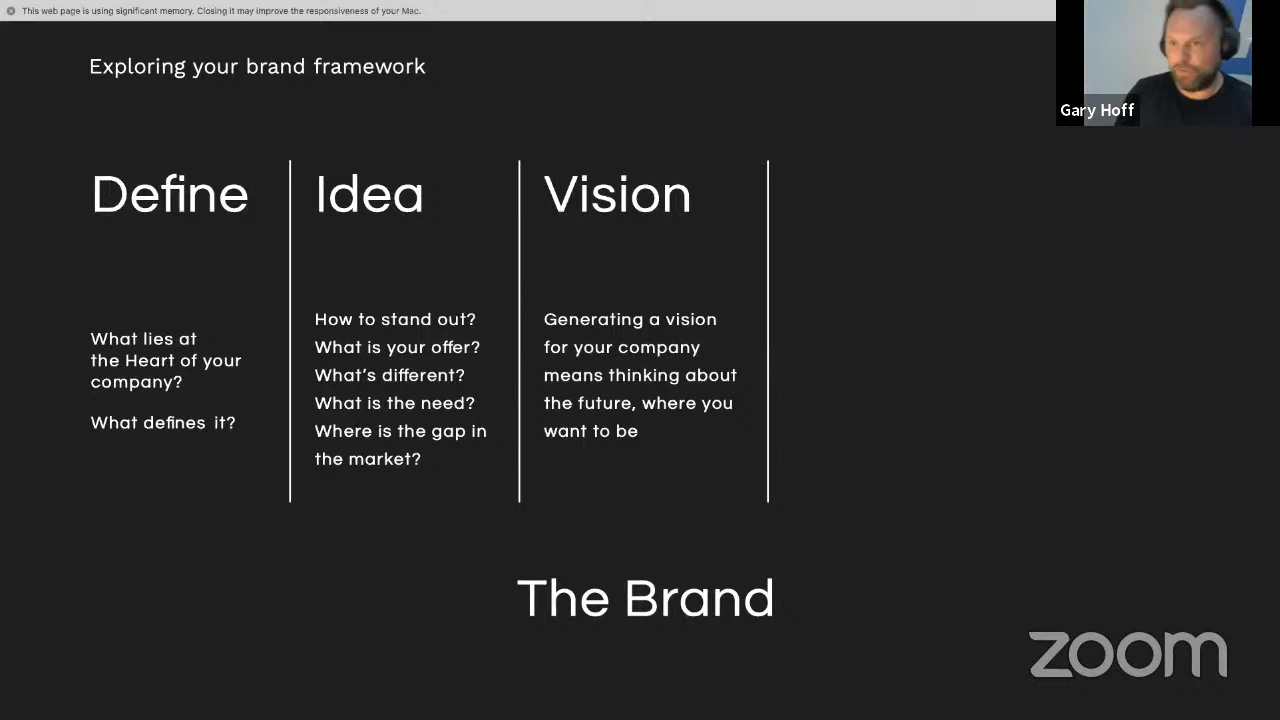 This web page is using significant memory. Closing it may improve the responsiveness of your Mac.
Exploring your brand framework
Gary Hoff
Define
What lies at
the Heart of your
company?
What defines it?
Idea
How to stand out?
What is your offer?
What's different?
What is the need?
Where is the gap in
the market?
Vision
Generating a vision
for your company
means thinking about
the future, where you
want to be
The Brand
zoom